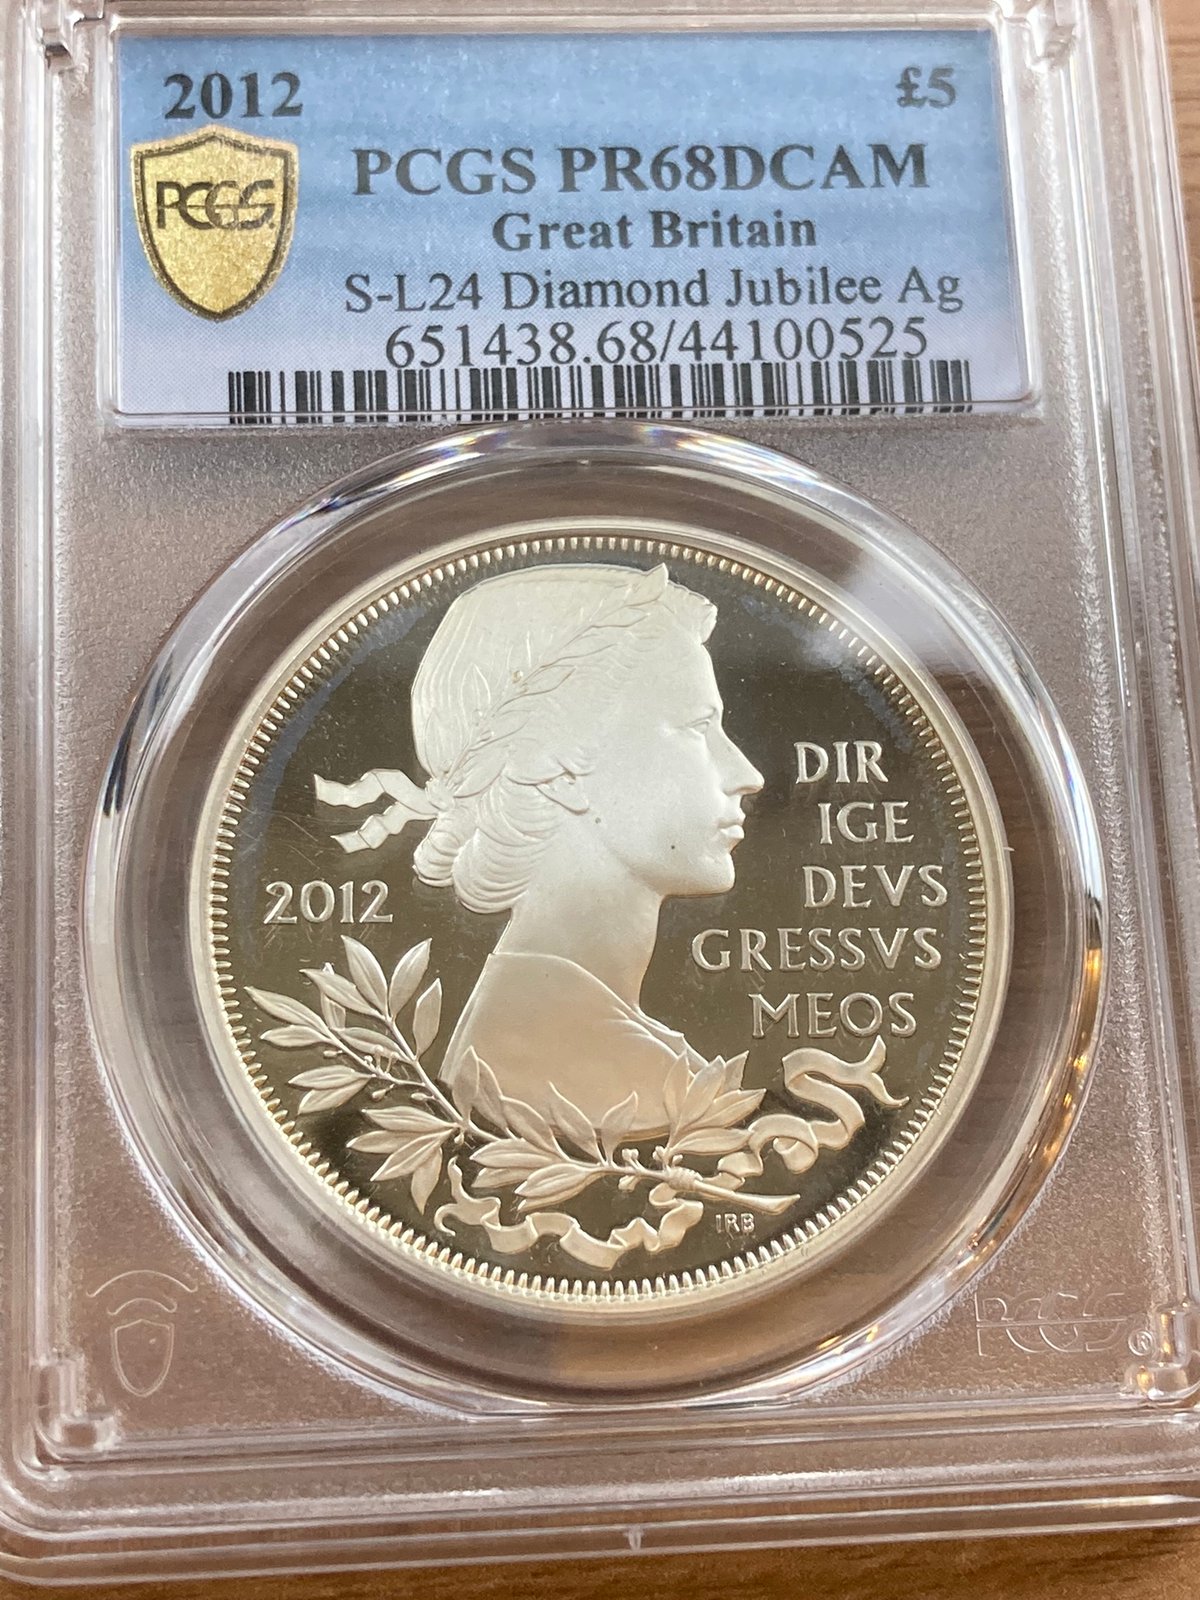 2012 £5
PCGS PR68DCAM
PCGS
Great Britain
S-L24 Diamond Jubilee Ag
651438.68/44100525
DIR
IGE
DEVS
2012
GRESSVS
MEOS
IRB
PCGS®